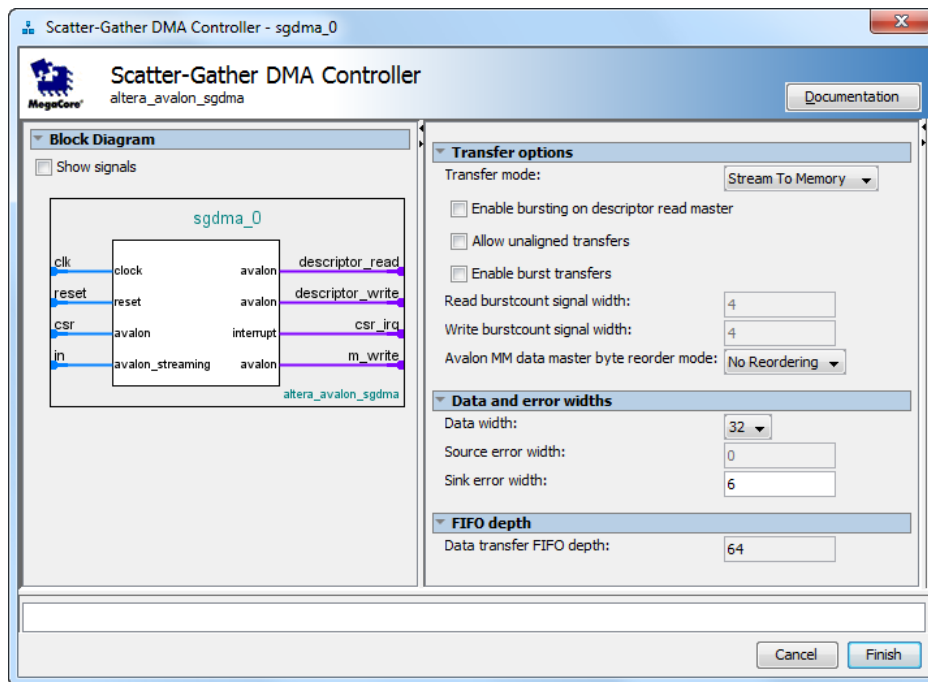 Scatter-Gather DMA Controller - sgdma_0
MegaCore®
Scatter-Gather DMA Controller
altera_avalon_sgdma
Documentation
Block Diagram
Show signals
sgdma_0
clk
clock
avalon
descriptor_read
reset
reset
avalon
descriptor_write
csr
avalon
interrupt
csr_irq
in
avalon_streaming
avalon
m_write
altera_avalon_sgdma
Transfer options
Transfer mode: Stream To Memory
Enable bursting on descriptor read master
Allow unaligned transfers
Enable burst transfers
Read burstcount signal width: 4
Write burstcount signal width: 4
Avalon MM data master byte reorder mode: No Reordering
Data and error widths
Data width: 32
Source error width: 0
Sink error width: 6
FIFO depth
Data transfer FIFO depth: 64
Cancel Finish